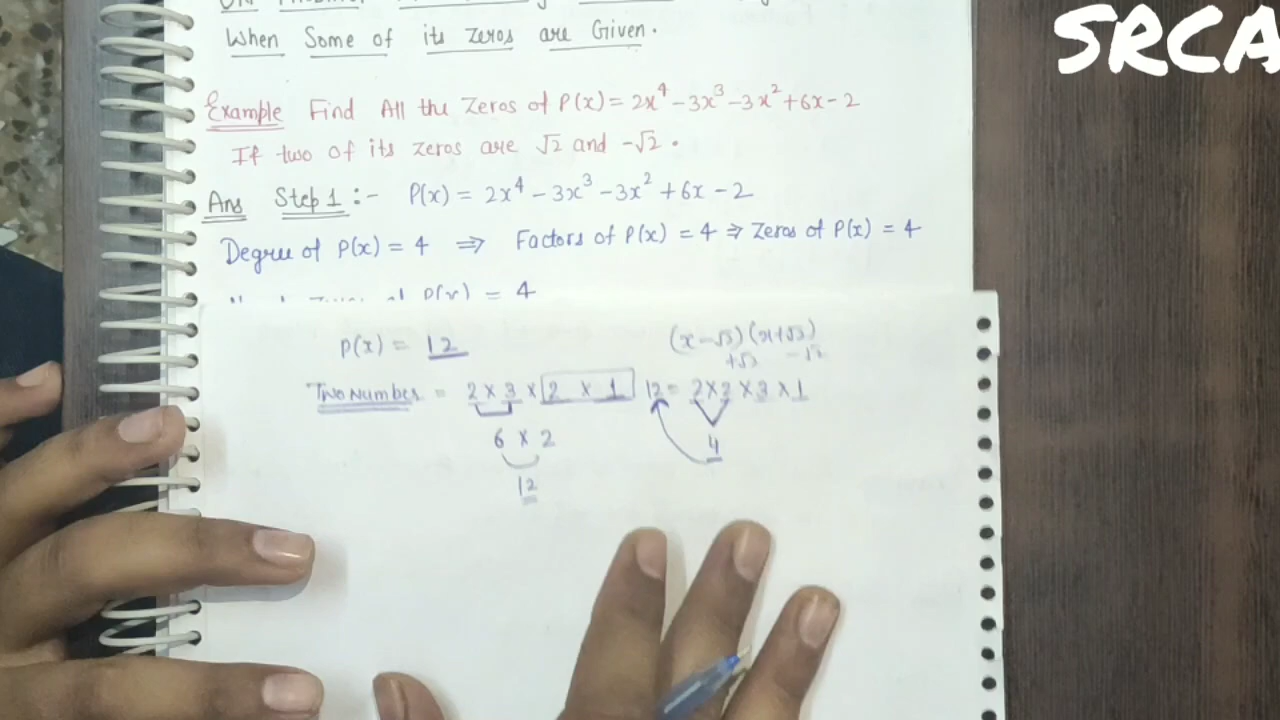 SRCA
When Some of its Zeros are Given.
Example Find All the Zeros of P(x) = 2x⁴ - 3x³ - 3x² + 6x - 2
If two of its zeros are √2 and -√2.
Ans Step 1 :- P(x) = 2x⁴ - 3x³ - 3x² + 6x - 2
Degree of P(x) = 4 ⇒ Factors of P(x) = 4 ⇒ Zeros of P(x) = 4
P(x) = 4
P(x) = 12
Two Number = 2 × 3 × 2 × 1 12 = 2 × 2 × 3 × 1
6 × 2 4
12